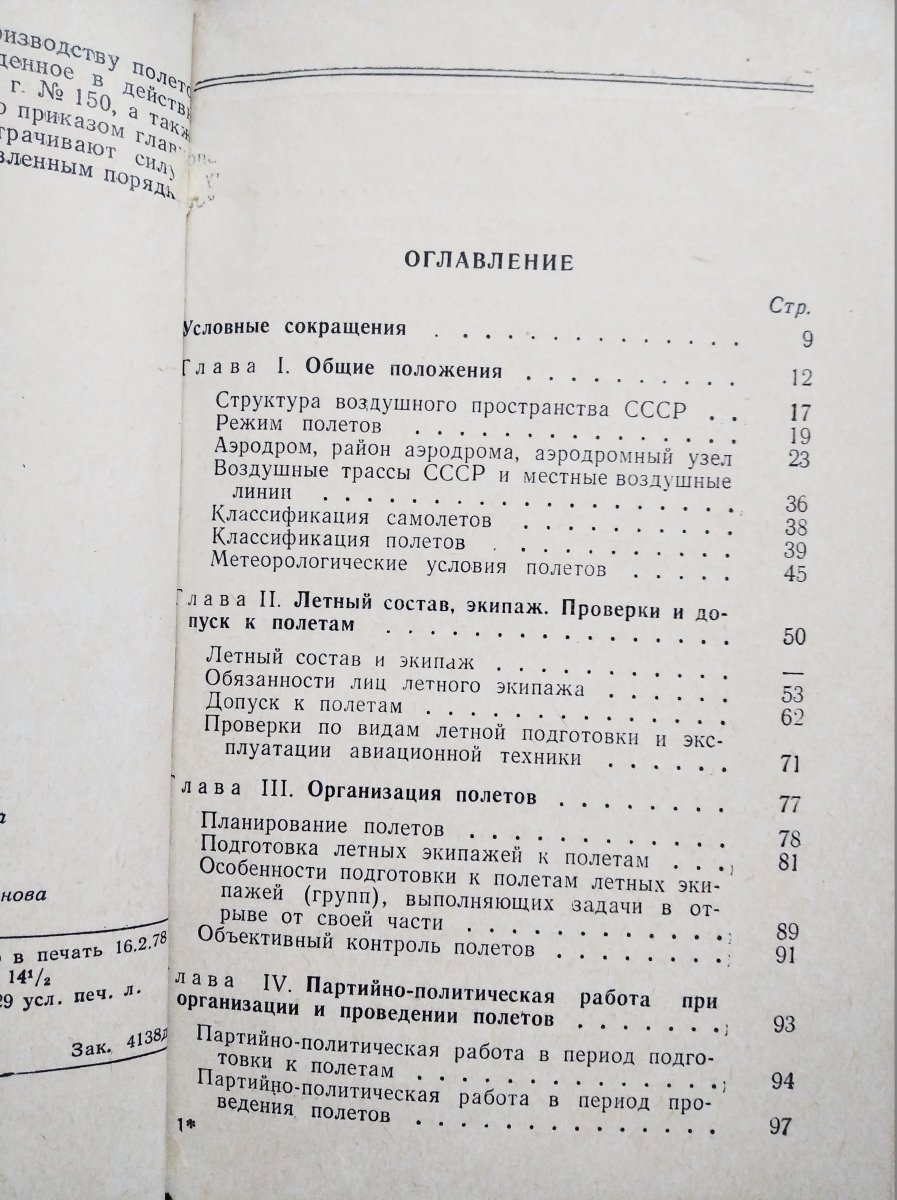 производству полето
денное в действи
г. № 150, а такж
о приказом глав
трачивают силу
вленным порядк
а
нова
в печать 16.2.78
14¹/₂
29 усл. печ. л.
Зак. 4138д
ОГЛАВЛЕНИЕ
Стр.
Условные сокращения . . . . . . . . . . . . . 9
Глава I. Общие положения . . . . . . . . . . 12
Структура воздушного пространства СССР . . 17
Режим полетов . . . . . . . . . . . . . . . 19
Аэродром, район аэродрома, аэродромный узел 23
Воздушные трассы СССР и местные воздушные
линии . . . . . . . . . . . . . . . . . . . 36
Классификация самолетов . . . . . . . . . . 38
Классификация полетов . . . . . . . . . . . 39
Метеорологические условия полетов . . . . . 45
Глава II. Летный состав, экипаж. Проверки и до-
пуск к полетам . . . . . . . . . . . . . . . . 50
Летный состав и экипаж . . . . . . . . . . . —
Обязанности лиц летного экипажа . . . . . . 53
Допуск к полетам . . . . . . . . . . . . . . 62
Проверки по видам летной подготовки и экс-
плуатации авиационной техники . . . . . . 71
Глава III. Организация полетов . . . . . . . . 77
Планирование полетов . . . . . . . . . . . . 78
Подготовка летных экипажей к полетам . . . 81
Особенности подготовки к полетам летных эки-
пажей (групп), выполняющих задачи в от-
рыве от своей части . . . . . . . . . . . . 89
Объективный контроль полетов . . . . . . . . 91
Глава IV. Партийно-политическая работа при
организации и проведении полетов . . . . . . . 93
Партийно-политическая работа в период подго-
товки к полетам . . . . . . . . . . . . . . 94
Партийно-политическая работа в период про-
ведения полетов . . . . . . . . . . . . . . 97
1*